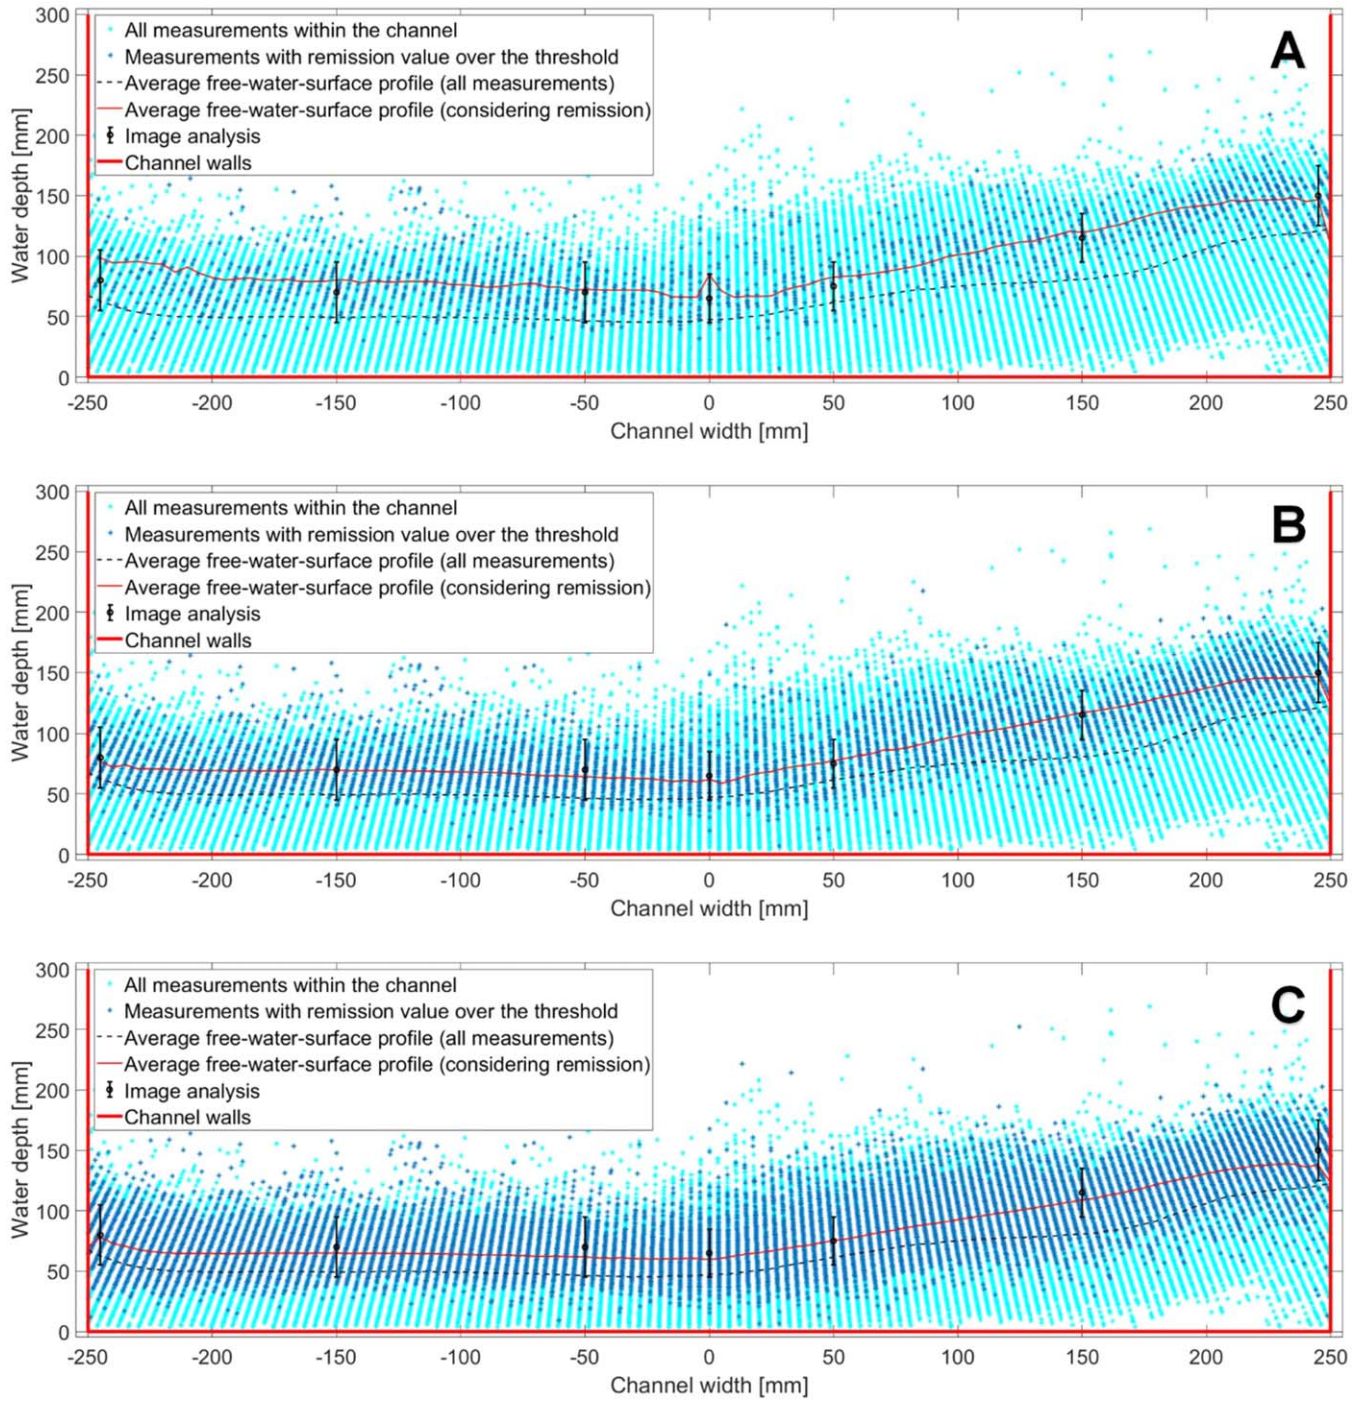 A
All measurements within the channel
Measurements with remission value over the threshold
Average free-water-surface profile (all measurements)
Average free-water-surface profile (considering remission)
Image analysis
Channel walls
Water depth [mm]
300
250
200
150
100
50
0
-250 -200 -150 -100 -50 0 50 100 150 200 250
Channel width [mm]
B
All measurements within the channel
Measurements with remission value over the threshold
Average free-water-surface profile (all measurements)
Average free-water-surface profile (considering remission)
Image analysis
Channel walls
Water depth [mm]
300
250
200
150
100
50
0
-250 -200 -150 -100 -50 0 50 100 150 200 250
Channel width [mm]
C
All measurements within the channel
Measurements with remission value over the threshold
Average free-water-surface profile (all measurements)
Average free-water-surface profile (considering remission)
Image analysis
Channel walls
Water depth [mm]
300
250
200
150
100
50
0
-250 -200 -150 -100 -50 0 50 100 150 200 250
Channel width [mm]